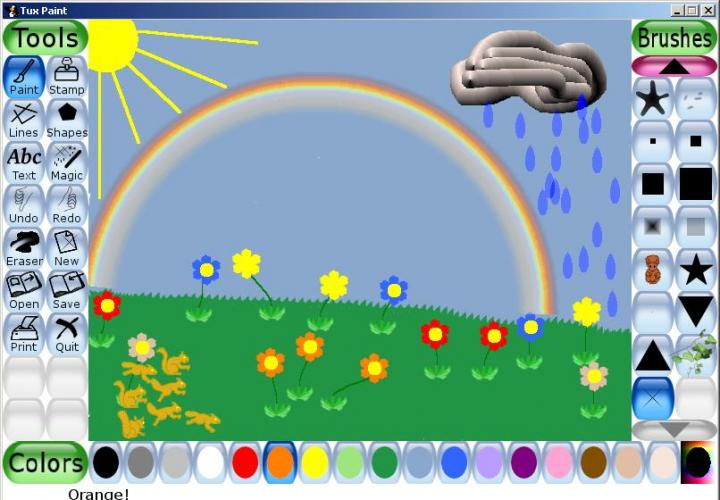 Tux Paint
Tools
Brushes
Paint Stamp
Lines Shapes
Abc
Text Magic
Undo Redo
Eraser New
Open Save
Print Quit
Colors
Orange!